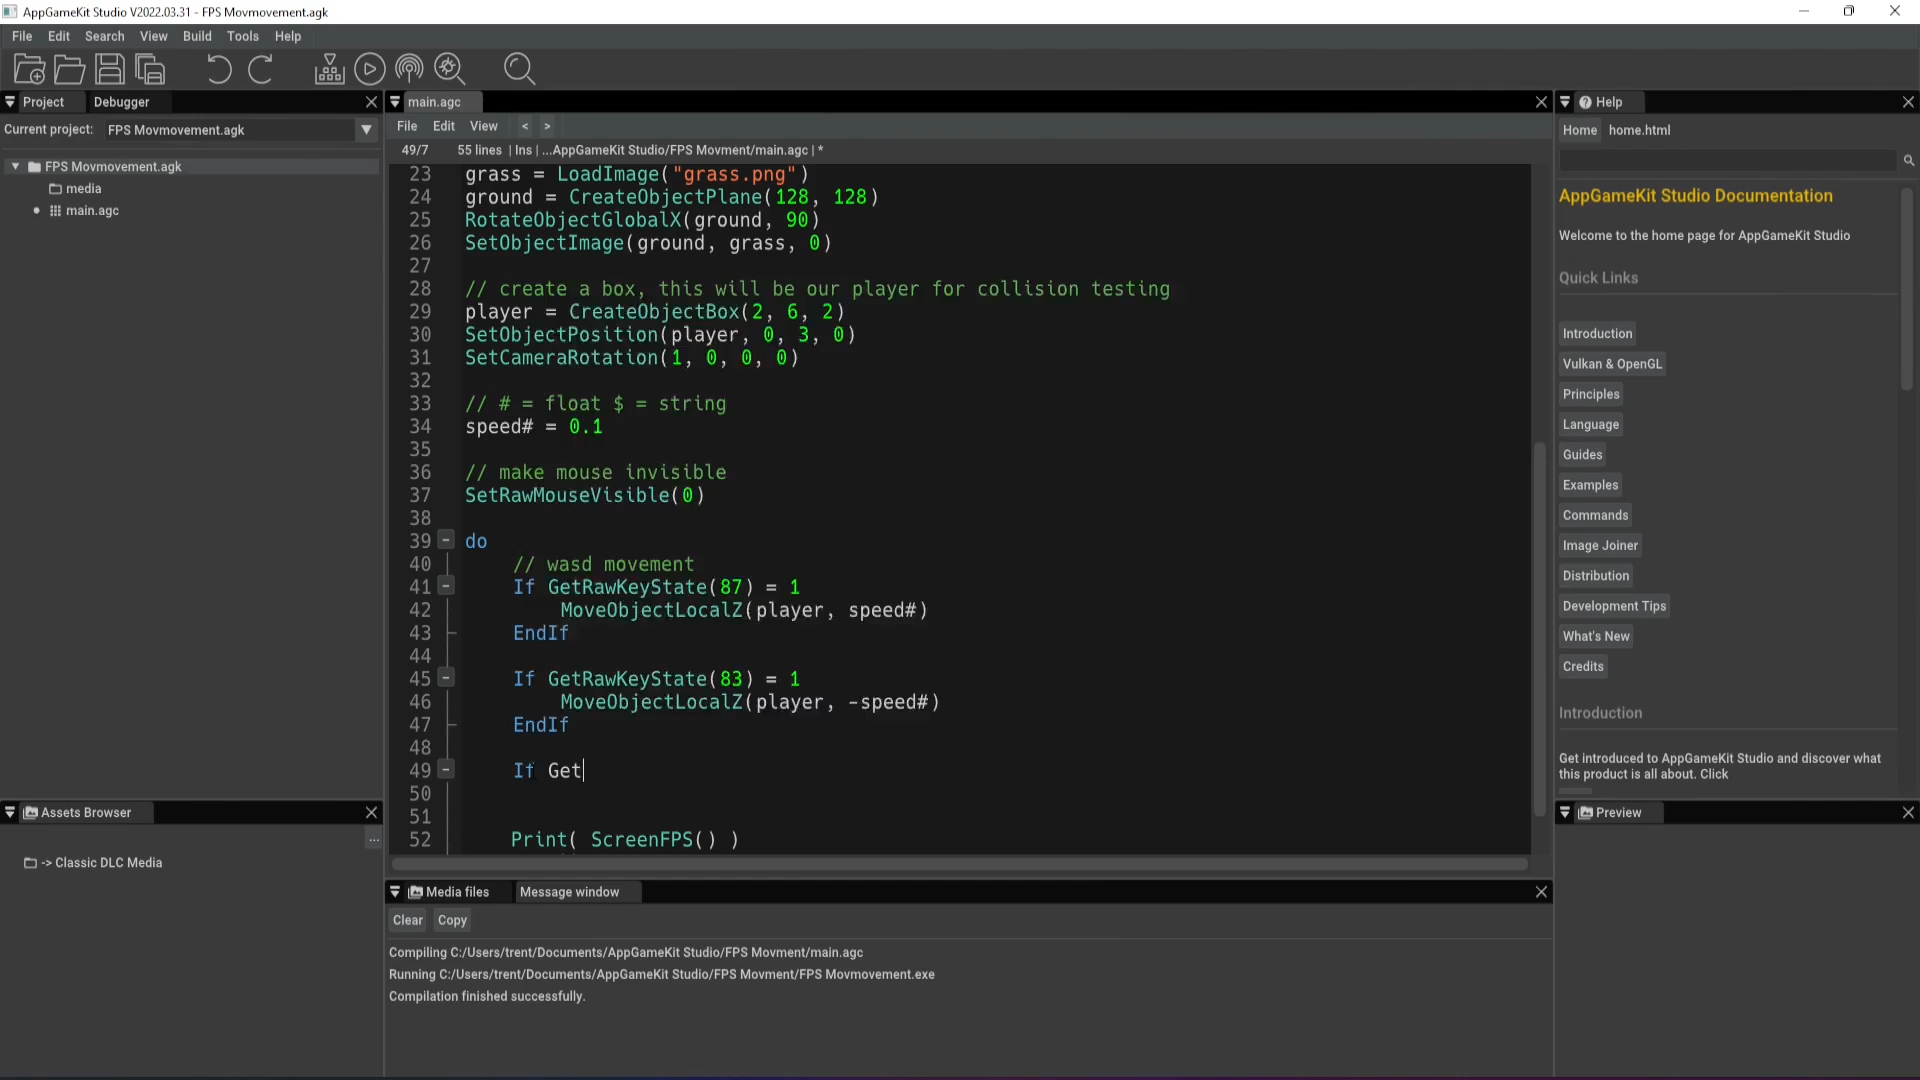 AppGameKit Studio V2022.03.31 - FPS Movmovement.agk
File Edit Search View Build Tools Help
Project Debugger
Current project: FPS Movmovement.agk
FPS Movmovement.agk
media
main.agc
Assets Browser
...
-> Classic DLC Media
main.agc
File Edit View < >
49/7 55 lines | Ins | ...AppGameKit Studio/FPS Movment/main.agc | *
23 grass = LoadImage("grass.png")
24 ground = CreateObjectPlane(128, 128)
25 RotateObjectGlobalX(ground, 90)
26 SetObjectImage(ground, grass, 0)
27
28 // create a box, this will be our player for collision testing
29 player = CreateObjectBox(2, 6, 2)
30 SetObjectPosition(player, 0, 3, 0)
31 SetCameraRotation(1, 0, 0, 0)
32
33 // # = float $ = string
34 speed# = 0.1
35
36 // make mouse invisible
37 SetRawMouseVisible(0)
38
39 do
40 // wasd movement
41 If GetRawKeyState(87) = 1
42 MoveObjectLocalZ(player, speed#)
43 EndIf
44
45 If GetRawKeyState(83) = 1
46 MoveObjectLocalZ(player, -speed#)
47 EndIf
48
49 If Get
50
51
52 Print( ScreenFPS() )
Media files Message window
Clear Copy
Compiling C:/Users/trent/Documents/AppGameKit Studio/FPS Movment/main.agc
Running C:/Users/trent/Documents/AppGameKit Studio/FPS Movment/FPS Movmovement.exe
Compilation finished successfully.
Help
Home home.html
AppGameKit Studio Documentation
Welcome to the home page for AppGameKit Studio
Quick Links
Introduction
Vulkan & OpenGL
Principles
Language
Guides
Examples
Commands
Image Joiner
Distribution
Development Tips
What's New
Credits
Introduction
Get introduced to AppGameKit Studio and discover what
this product is all about. Click
Preview